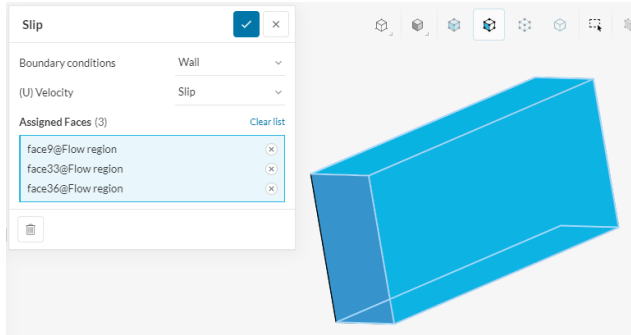 Slip
Boundary conditions Wall
(U) Velocity Slip
Assigned Faces (3) Clear list
face9@Flow region
face33@Flow region
face36@Flow region